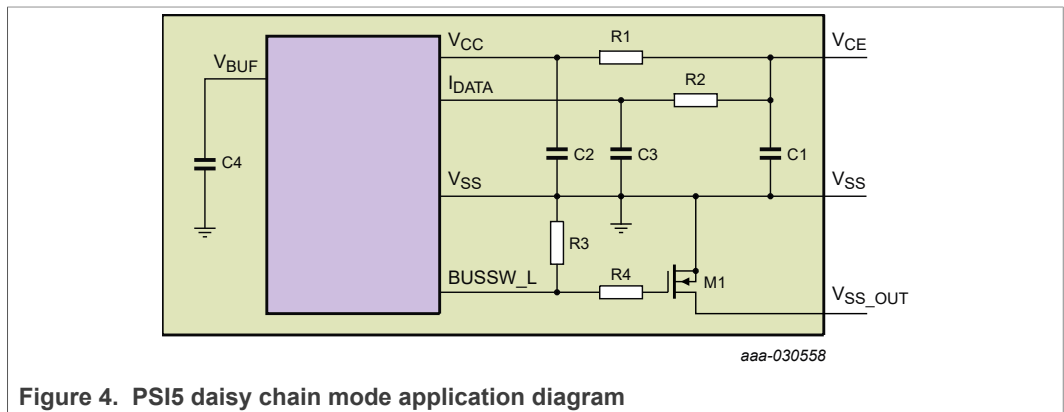 VCC
R1
VCE
VBUF
IDATA
R2
C4
C2
C3
C1
VSS
VSS
R3
BUSSW_L
R4
M1
VSS_OUT
aaa-030558
Figure 4. PSI5 daisy chain mode application diagram